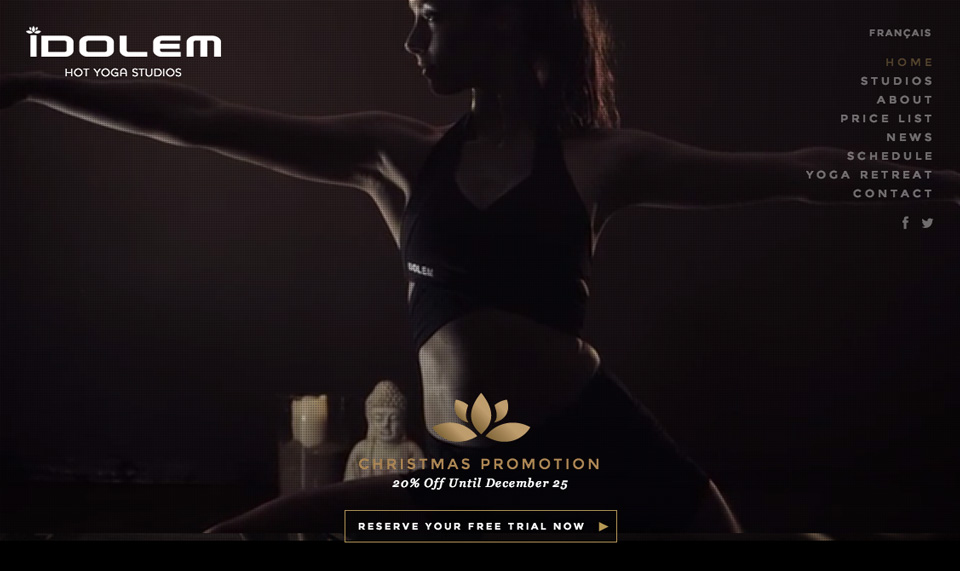 IDOLEM
HOT YOGA STUDIOS
FRANÇAIS
HOME
STUDIOS
ABOUT
PRICE LIST
NEWS
SCHEDULE
YOGA RETREAT
CONTACT
IDOLEM
CHRISTMAS PROMOTION
20% Off Until December 25
RESERVE YOUR FREE TRIAL NOW